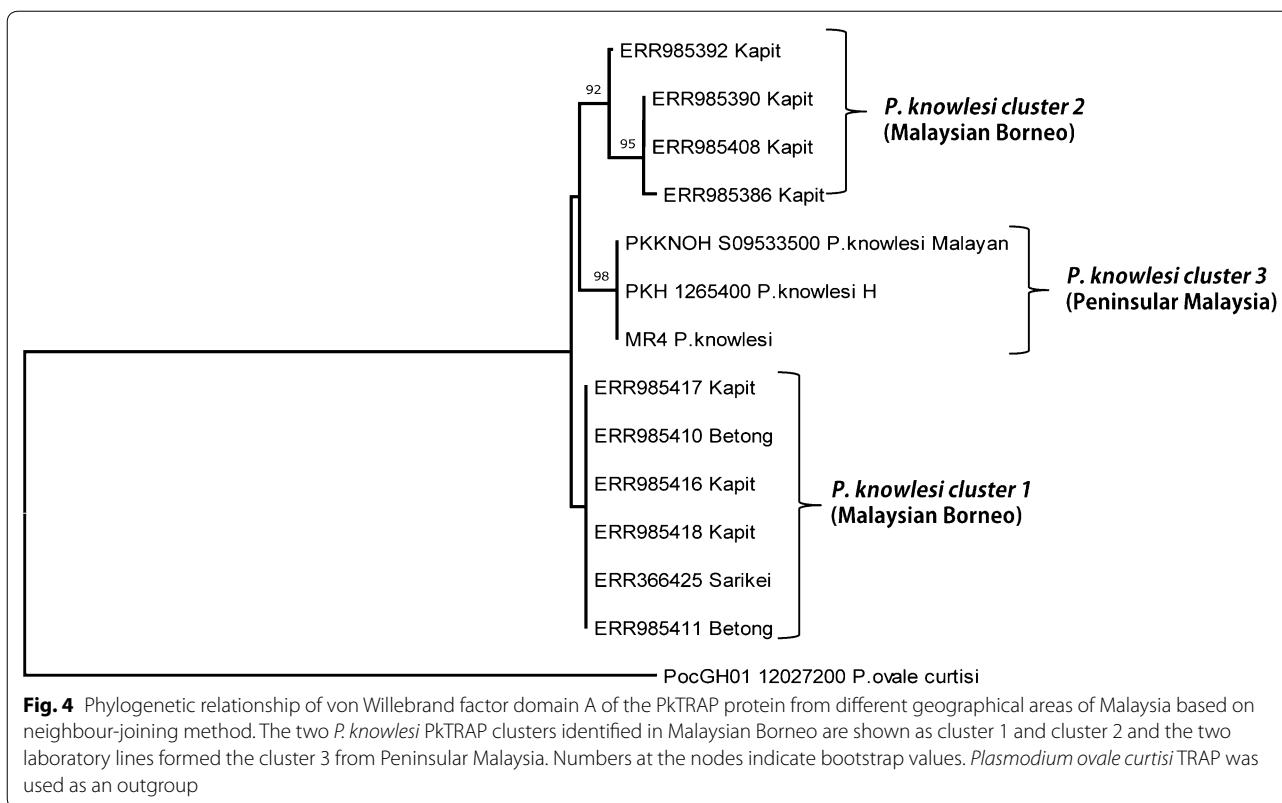 ERR985392 Kapit
92
ERR985390 Kapit
P. knowlesi cluster 2
(Malaysian Borneo)
ERR985408 Kapit
95
ERR985386 Kapit
PKKNOH S09533500 P.knowlesi Malayan
98
PKH 1265400 P.knowlesi H
P. knowlesi cluster 3
(Peninsular Malaysia)
MR4 P.knowlesi
ERR985417 Kapit
ERR985410 Betong
ERR985416 Kapit
P. knowlesi cluster 1
(Malaysian Borneo)
ERR985418 Kapit
ERR366425 Sarikei
ERR985411 Betong
PocGH01 12027200 P.ovale curtisi
Fig. 4 Phylogenetic relationship of von Willebrand factor domain A of the PkTRAP protein from different geographical areas of Malaysia based on
neighbour-joining method. The two P. knowlesi PkTRAP clusters identified in Malaysian Borneo are shown as cluster 1 and cluster 2 and the two
laboratory lines formed the cluster 3 from Peninsular Malaysia. Numbers at the nodes indicate bootstrap values. Plasmodium ovale curtisi TRAP was
used as an outgroup